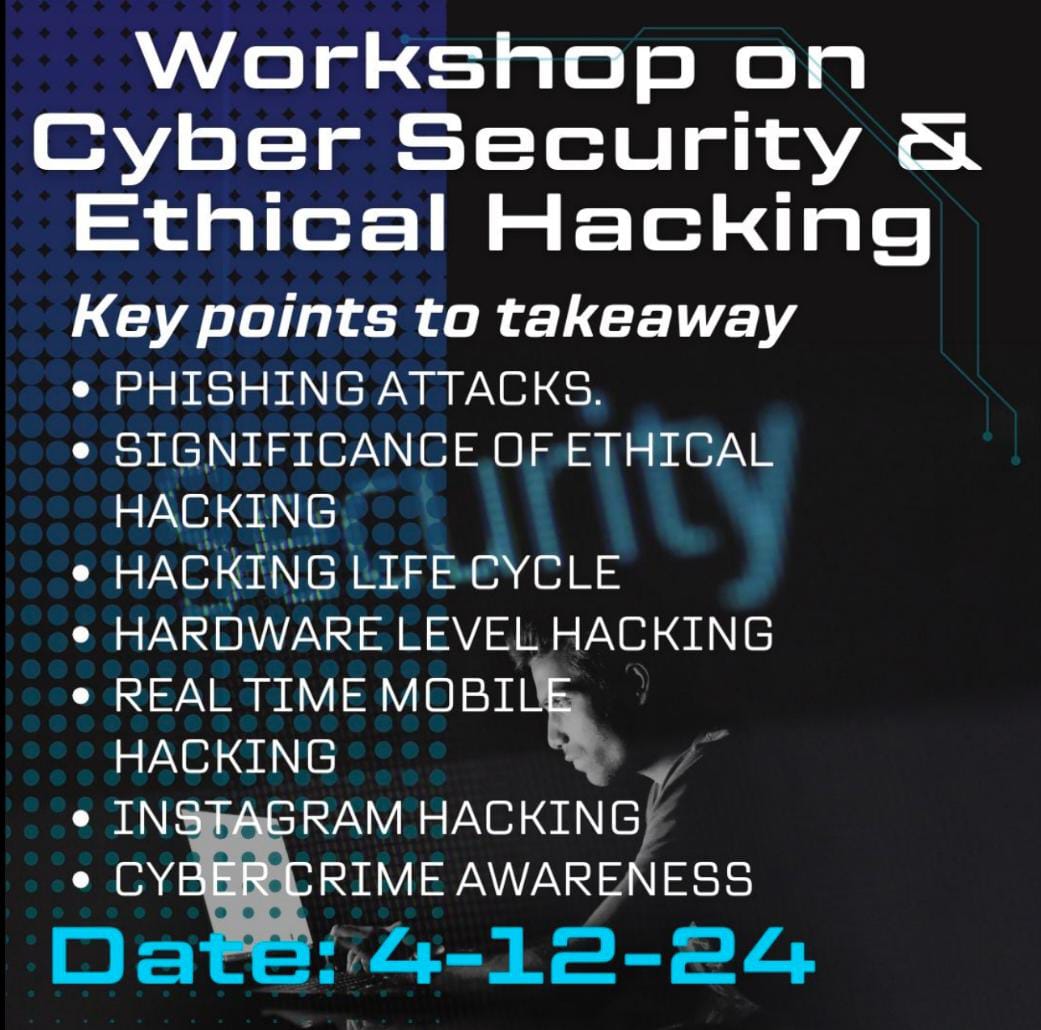 Workshop on
Cyber Security &
Ethical Hacking
Key points to takeaway
• PHISHING ATTACKS.
• SIGNIFICANCE OF ETHICAL
HACKING
• HACKING LIFE CYCLE
• HARDWARE LEVEL HACKING
• REAL TIME MOBILE
HACKING
• INSTAGRAM HACKING
• CYBER CRIME AWARENESS
Security
Date: 4-12-24